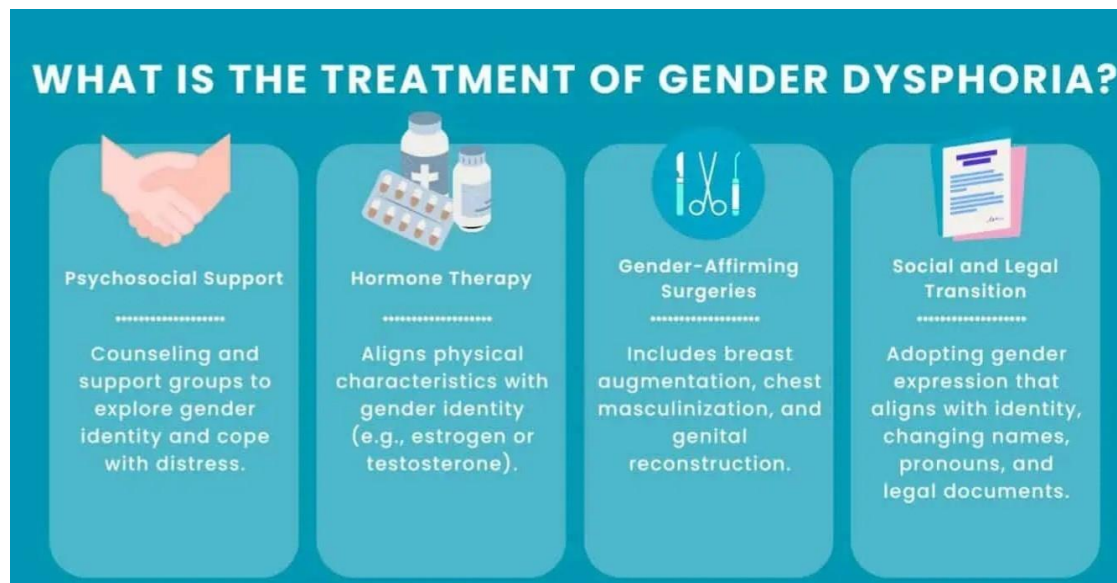 WHAT IS THE TREATMENT OF GENDER DYSPHORIA?
Psychosocial Support
Counseling and
support groups to
explore gender
identity and cope
with distress.
Hormone Therapy
Aligns physical
characteristics with
gender identity
(e.g., estrogen or
testosterone).
Gender-Affirming
Surgeries
Includes breast
augmentation, chest
masculinization, and
genital
reconstruction.
Social and Legal
Transition
Adopting gender
expression that
aligns with identity,
changing names,
pronouns, and
legal documents.